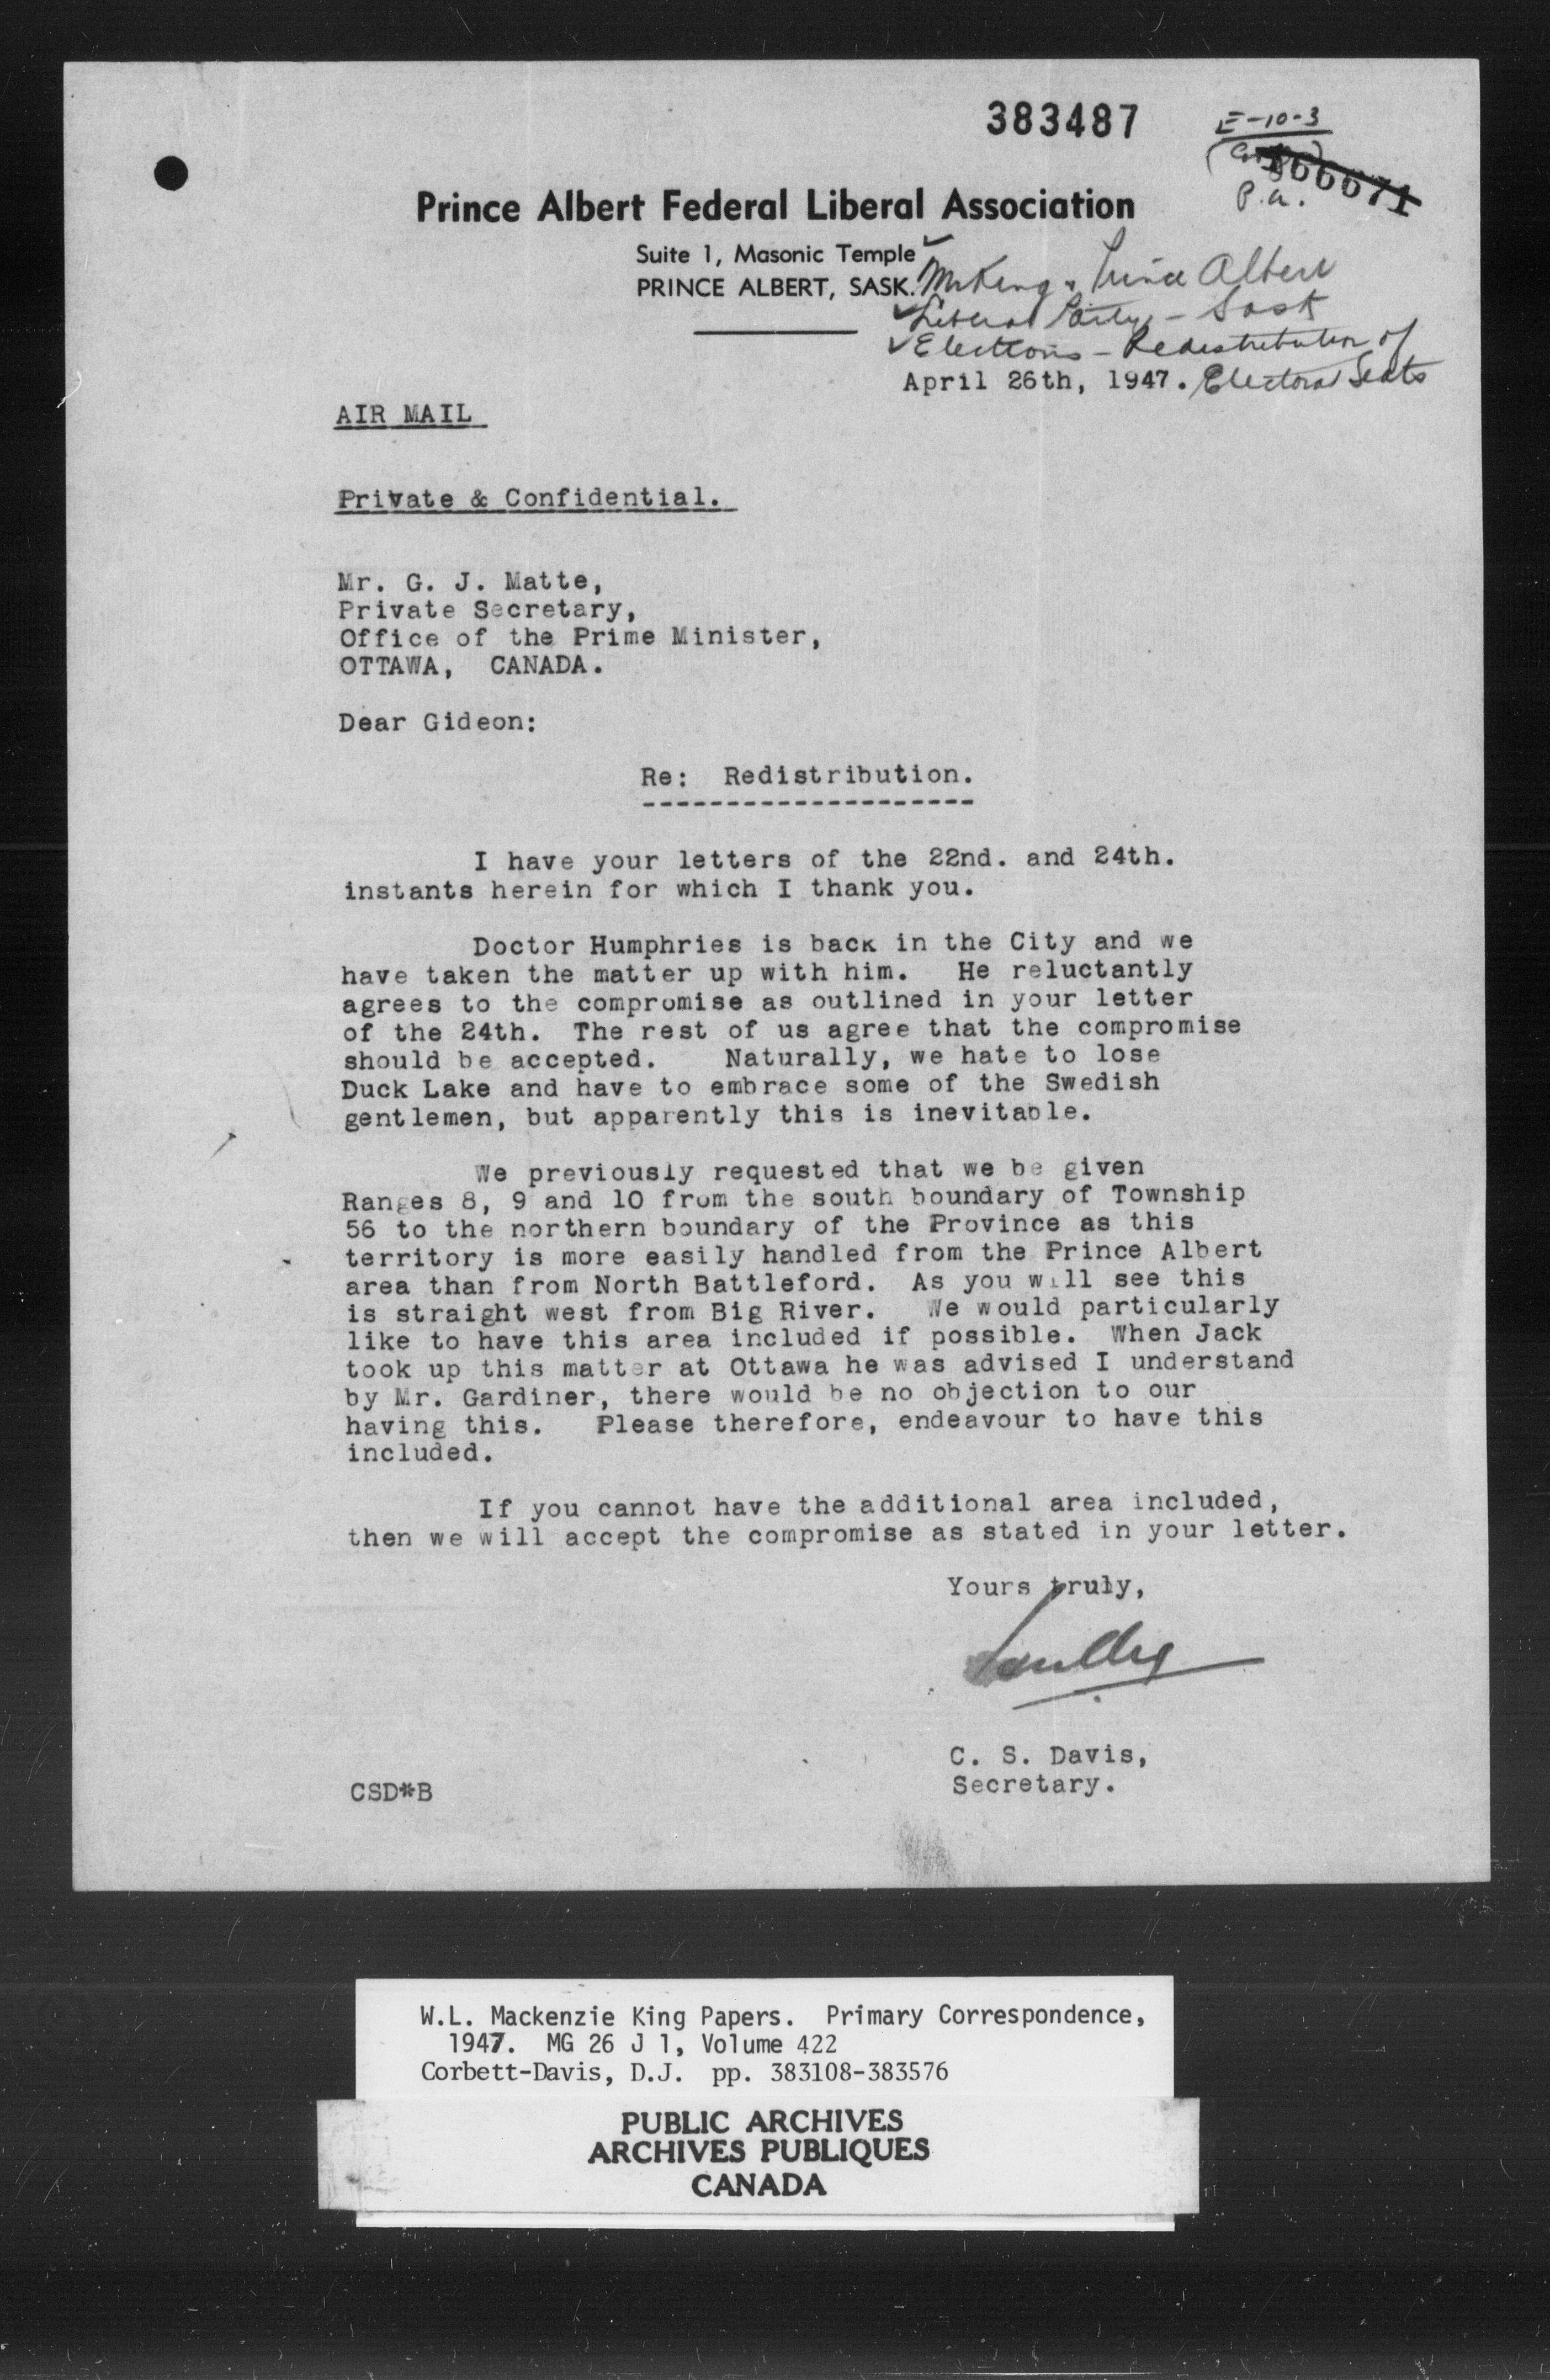 383487
E-10-3
P.a.
Prince Albert Federal Liberal Association
Suite 1, Masonic Temple
PRINCE ALBERT, SASK.
Mr King - Prince Albert
Liberal Party - Sask
Elections - Redistribution of
Electoral Seats
April 26th, 1947.
AIR MAIL
Private & Confidential.
Mr. G. J. Matte,
Private Secretary,
Office of the Prime Minister,
OTTAWA, CANADA.
Dear Gideon:
Re: Redistribution.
I have your letters of the 22nd. and 24th.
instants herein for which I thank you.
Doctor Humphries is back in the City and we
have taken the matter up with him. He reluctantly
agrees to the compromise as outlined in your letter
of the 24th. The rest of us agree that the compromise
should be accepted. Naturally, we hate to lose
Duck Lake and have to embrace some of the Swedish
gentlemen, but apparently this is inevitable.
We previously requested that we be given
Ranges 8, 9 and 10 from the south boundary of Township
56 to the northern boundary of the Province as this
territory is more easily handled from the Prince Albert
area than from North Battleford. As you will see this
is straight west from Big River. We would particularly
like to have this area included if possible. When Jack
took up this matter at Ottawa he was advised I understand
by Mr. Gardiner, there would be no objection to our
having this. Please therefore, endeavour to have this
included.
If you cannot have the additional area included,
then we will accept the compromise as stated in your letter.
Yours truly,
C. S. Davis,
Secretary.
CSD*B
W.L. Mackenzie King Papers. Primary Correspondence,
1947. MG 26 J 1, Volume 422
Corbett-Davis, D.J. pp. 383108-383576
PUBLIC ARCHIVES
ARCHIVES PUBLIQUES
CANADA